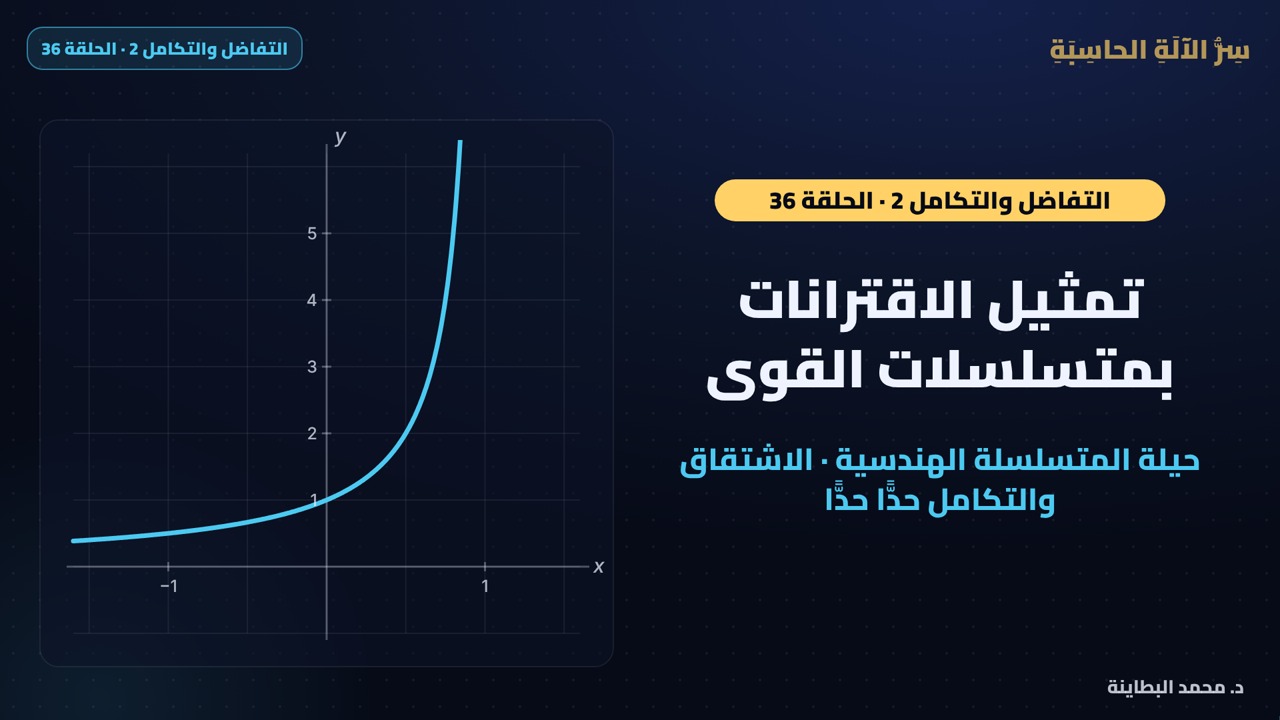 سِرُّ الآلَةِ الحاسِبَةِ
التفاضل والتكامل 2 · الحلقة 36
التفاضل والتكامل 2 · الحلقة 36
تمثيل الاقترانات
بمتسلسلات القوى
حيلة المتسلسلة الهندسية · الاشتقاق
والتكامل حدًّا حدًّا
y
5
4
3
2
1
−1
1
x
د. محمد البطاينة